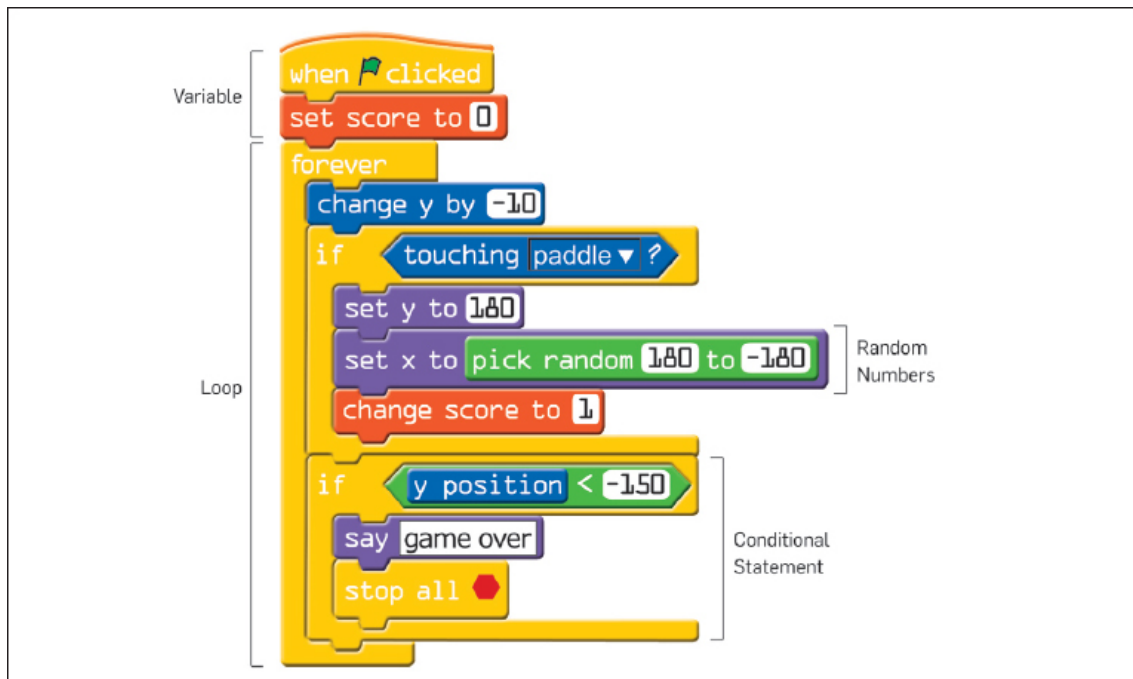 when clicked
Variable
set score to 0
forever
change y by -10
if touching paddle ?
set y to 180
set x to pick random 180 to -180
Random
Numbers
Loop
change score to 1
if y position < -150
say game over
Conditional
Statement
stop all